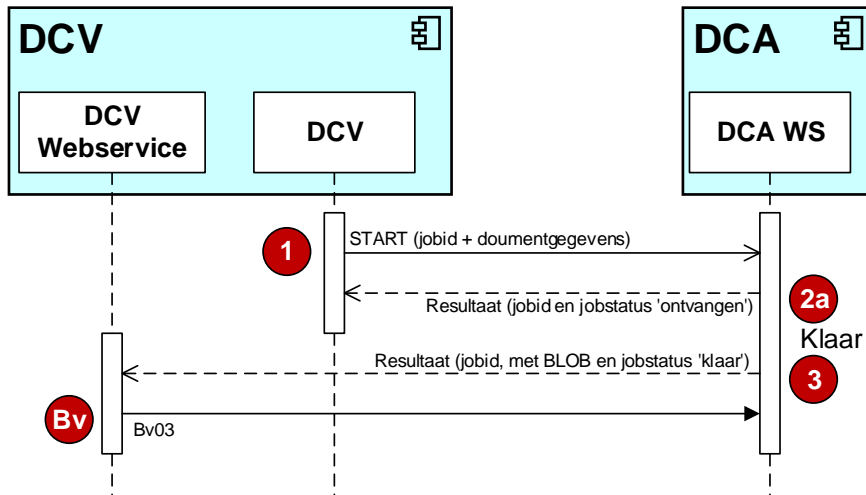 DCV
DCA
DCV
Webservice
DCV
DCA WS
1
START (jobid + doumentgegevens)
Resultaat (jobid en jobstatus 'ontvangen')
2a
Klaar
Resultaat (jobid, met BLOB en jobstatus 'klaar')
3
Bv
Bv03